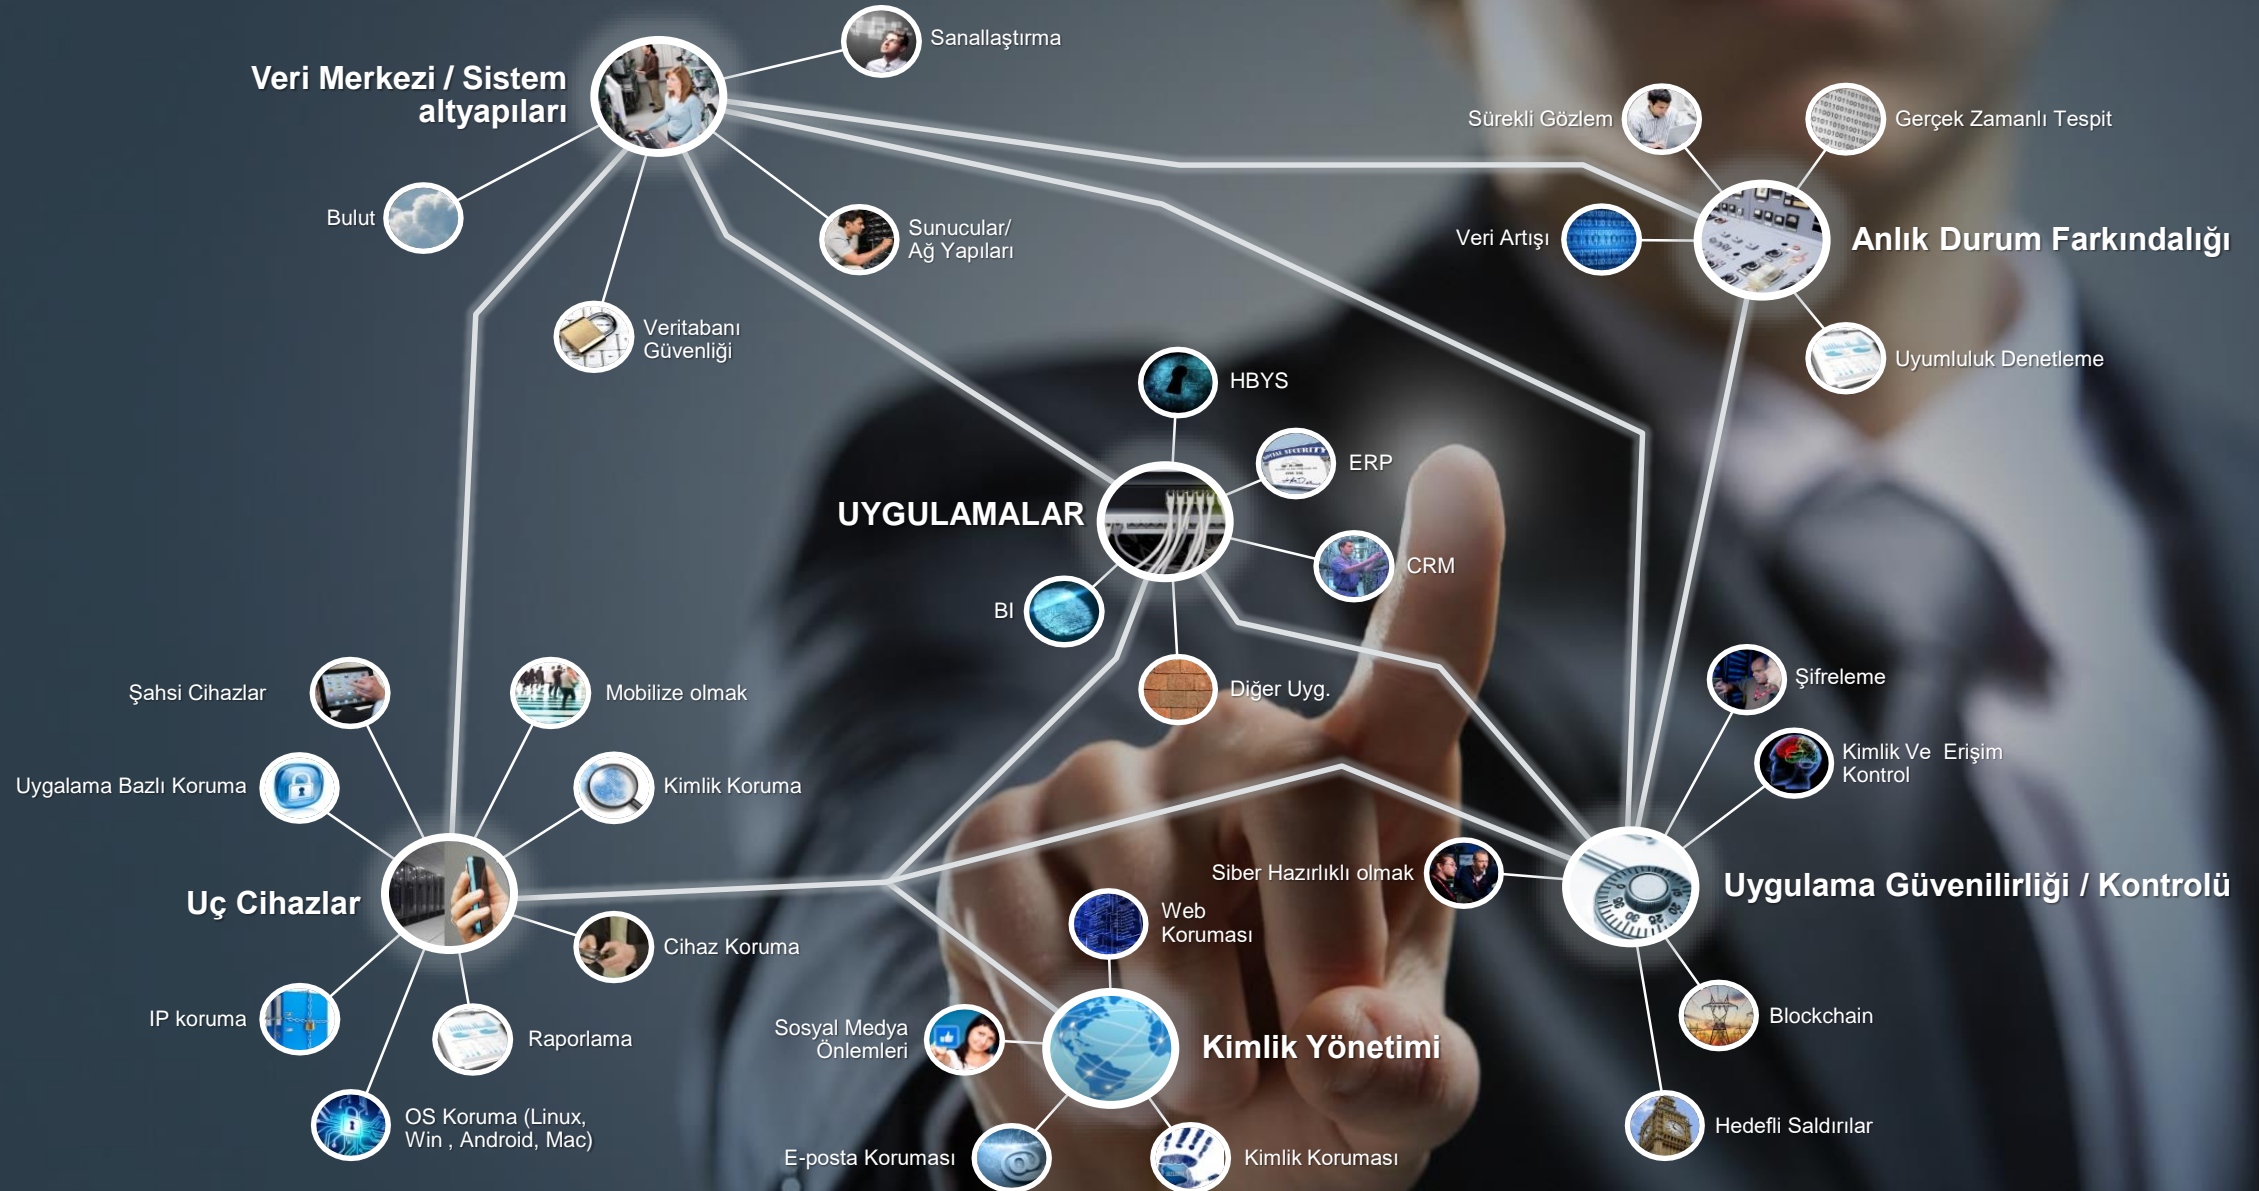 Sanallaştırma
Veri Merkezi / Sistem
altyapıları
Bulut
Sunucular/
Ağ Yapıları
Veritabanı
Güvenliği
Sürekli Gözlem
Gerçek Zamanlı Tespit
Veri Artışı
Anlık Durum Farkındalığı
Uyumluluk Denetleme
HBYS
ERP
UYGULAMALAR
CRM
BI
Diğer Uyg.
Şahsi Cihazlar
Mobilize olmak
Uygalama Bazlı Koruma
Kimlik Koruma
Uç Cihazlar
Cihaz Koruma
IP koruma
Raporlama
OS Koruma (Linux,
Win , Android, Mac)
Şifreleme
Kimlik Ve  Erişim
Kontrol
Siber Hazırlıklı olmak
Uygulama Güvenilirliği / Kontrolü
Blockchain
Hedefli Saldırılar
Web
Koruması
Sosyal Medya
Önlemleri
Kimlik Yönetimi
E-posta Koruması
Kimlik Koruması